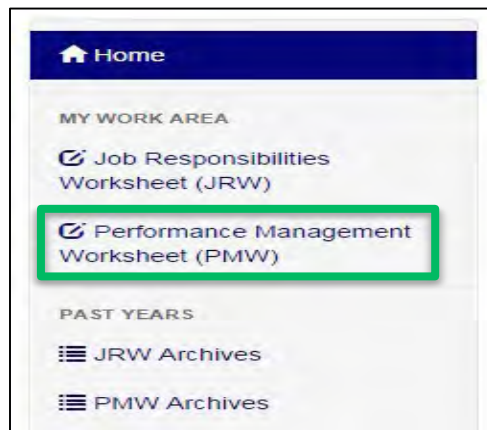 Home
MY WORK AREA
Job Responsibilities
Worksheet (JRW)
Performance Management
Worksheet (PMW)
PAST YEARS
JRW Archives
PMW Archives